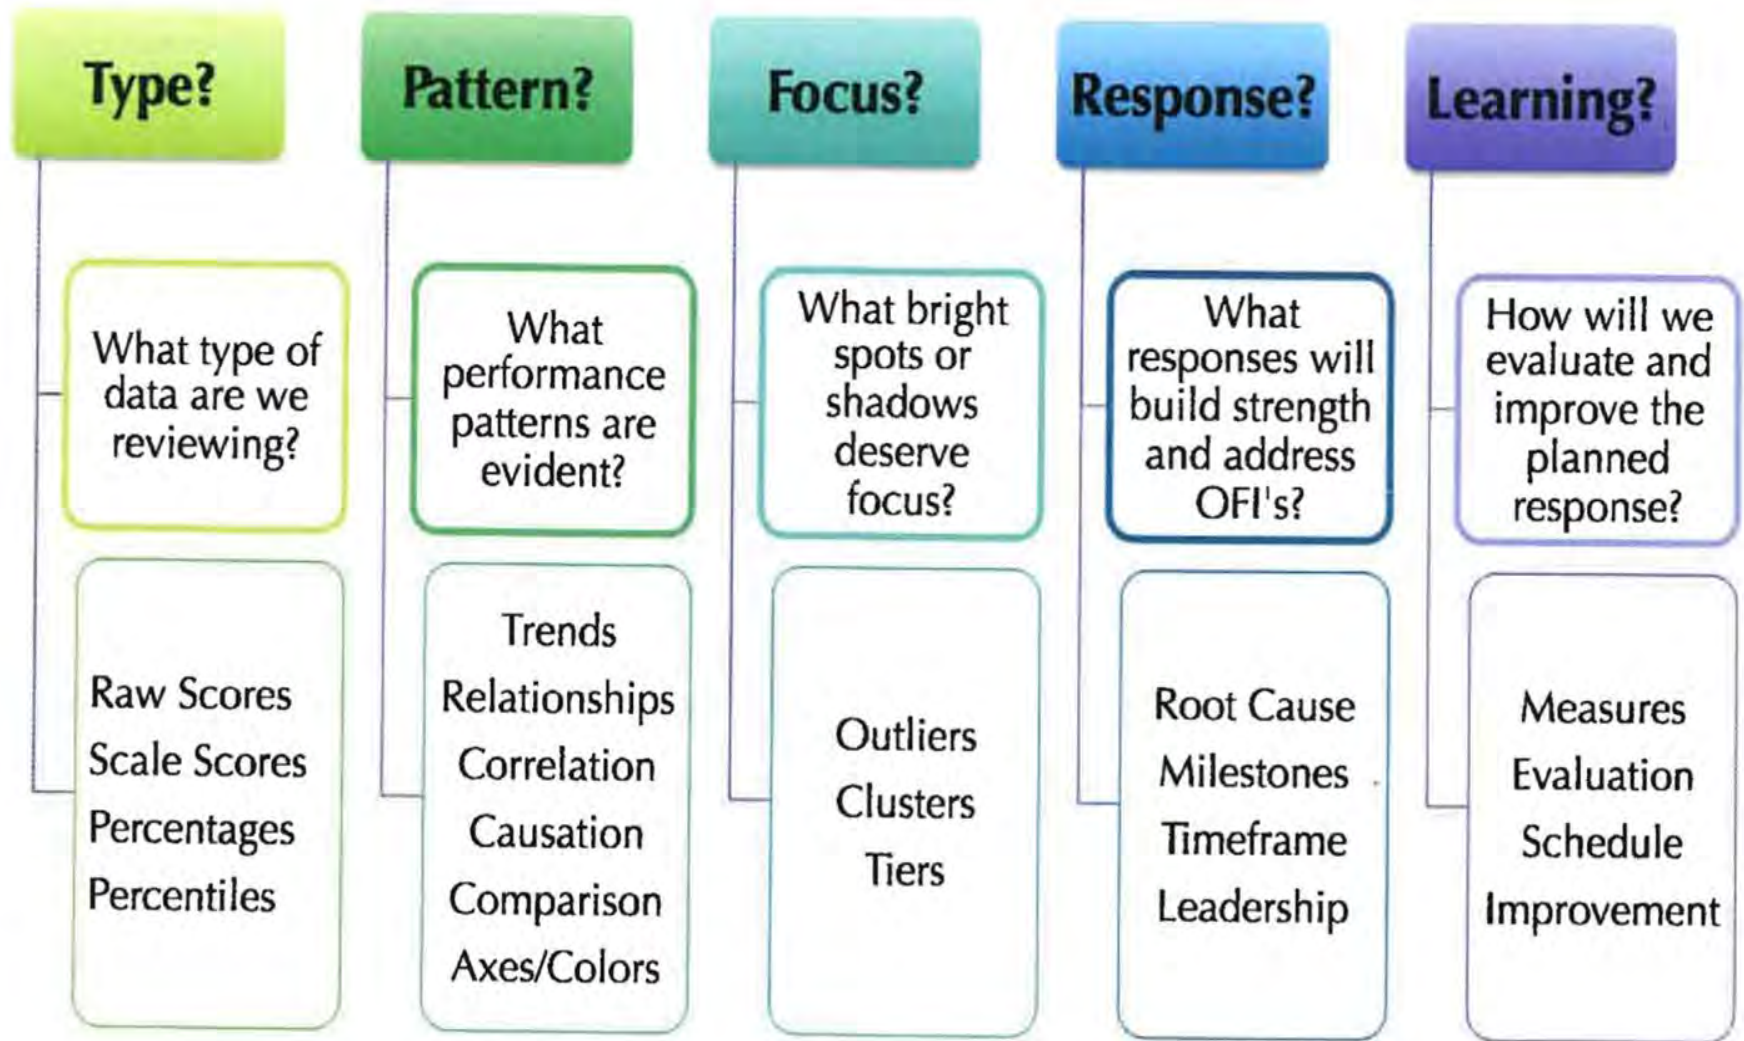 Type?
What type of
data are we
reviewing?
Raw Scores
Scale Scores
Percentages
Percentiles
Pattern?
What
performance
patterns are
evident?
Trends
Relationships
Correlation
Causation
Comparison
Axes/Colors
Focus?
What bright
spots or
shadows
deserve
focus?
Outliers
Clusters
Tiers
Response?
What
responses will
build strength
and address
OFI's?
Root Cause
Milestones
Timeframe
Leadership
Learning?
How will we
evaluate and
improve the
planned
response?
Measures
Evaluation
Schedule
Improvement